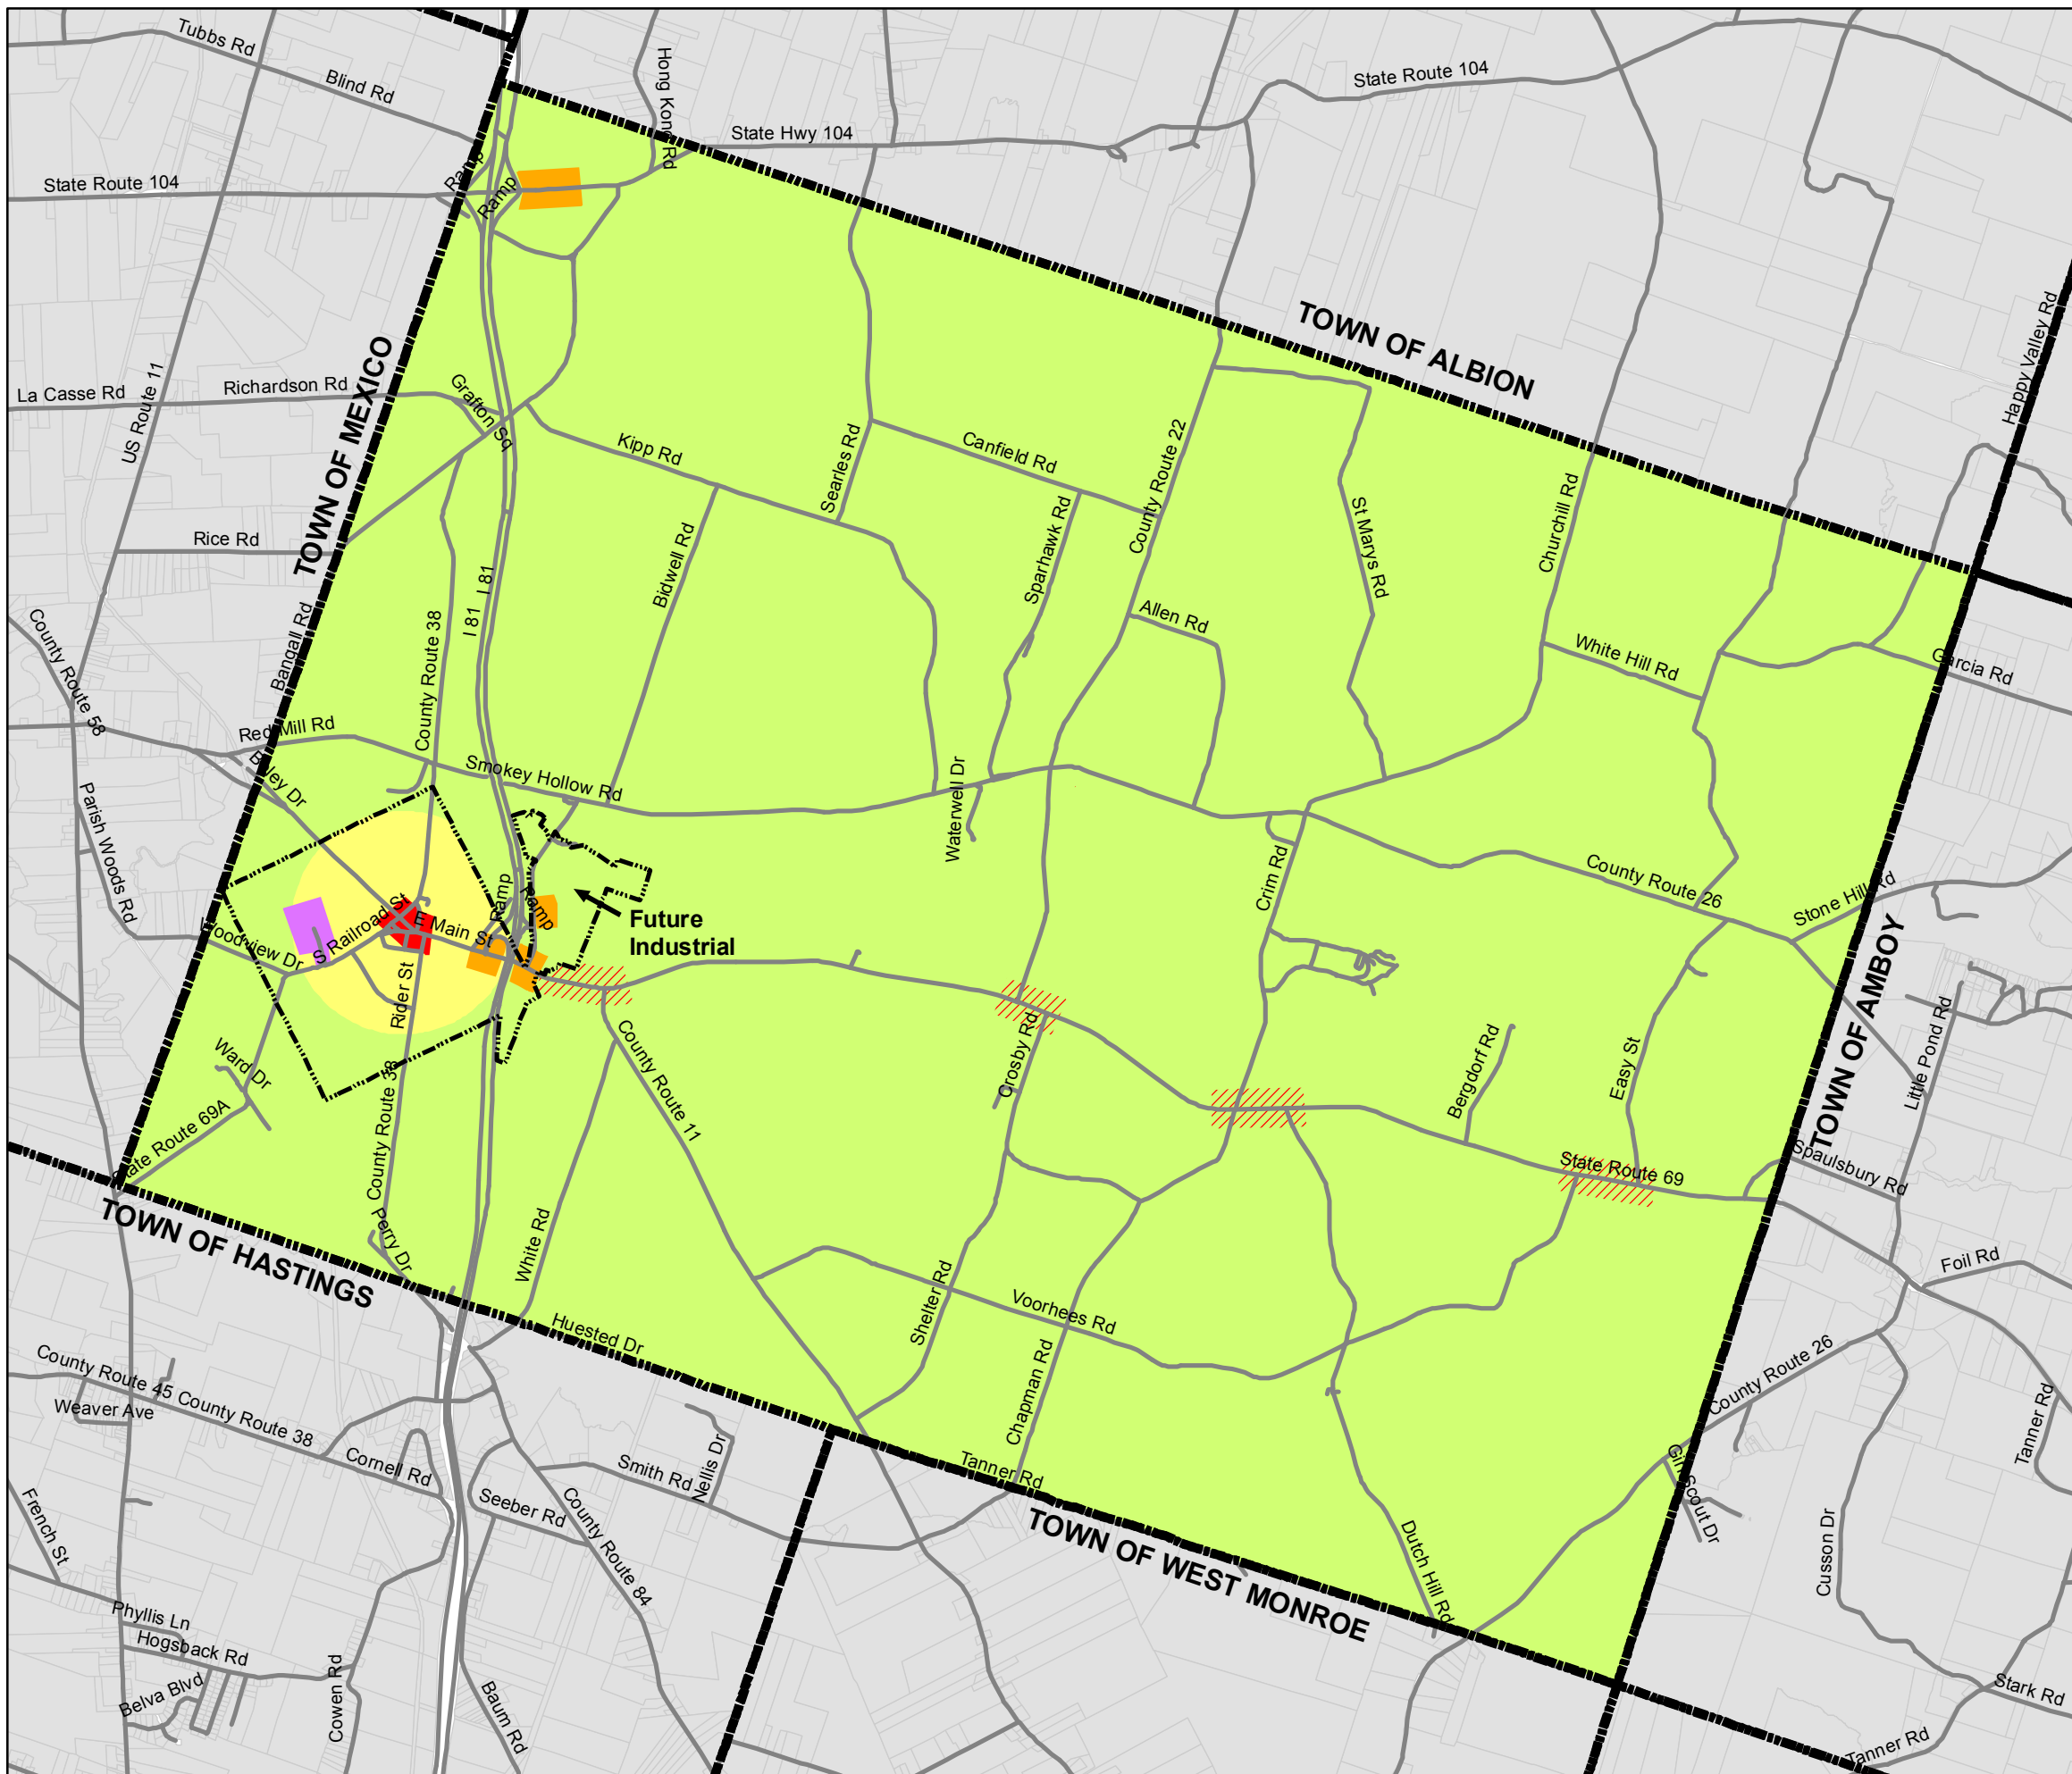 Tubbs Rd
Blind Rd
Hong Kong Rd
State Hwy 104
State Route 104
State Route 104
Ramp
Ramp
TOWN OF ALBION
Happy Valley Rd
TOWN OF MEXICO
La Casse Rd
Richardson Rd
US Route 11
Grafton Sq
Kipp Rd
Searles Rd
Canfield Rd
County Route 22
Sparhawk Rd
St Marys Rd
Churchill Rd
Rice Rd
Bidwell Rd
I 81
I 81
Allen Rd
White Hill Rd
Garcia Rd
County Route 58
Bangall Rd
County Route 38
Red Mill Rd
Smokey Hollow Rd
Waterwell Dr
Parish Woods Rd
Crim Rd
County Route 26
Stone Hill Rd
Ramp
Ramp
E Main St
S Railroad St
Woodview Dr
Future
Industrial
Rider St
Ward Dr
State Route 69A
County Route 38
County Route 11
Crosby Rd
Bergdorf Rd
Easy St
Little Pond Rd
TOWN OF AMBOY
State Route 69
Spaulsbury Rd
TOWN OF HASTINGS
Perry Dr
White Rd
Huested Dr
Shelter Rd
Voorhees Rd
Chapman Rd
Foil Rd
County Route 26
Tanner Rd
County Route 45
County Route 38
Weaver Ave
Cornell Rd
Smith Rd
Nellis Dr
Tanner Rd
Girl Scout Dr
French St
Seeber Rd
County Route 84
TOWN OF WEST MONROE
Dutch Hill Rd
Cusson Dr
Phyllis Ln
Hogsback Rd
Belva Blvd
Cowen Rd
Baum Rd
Stark Rd
Tanner Rd